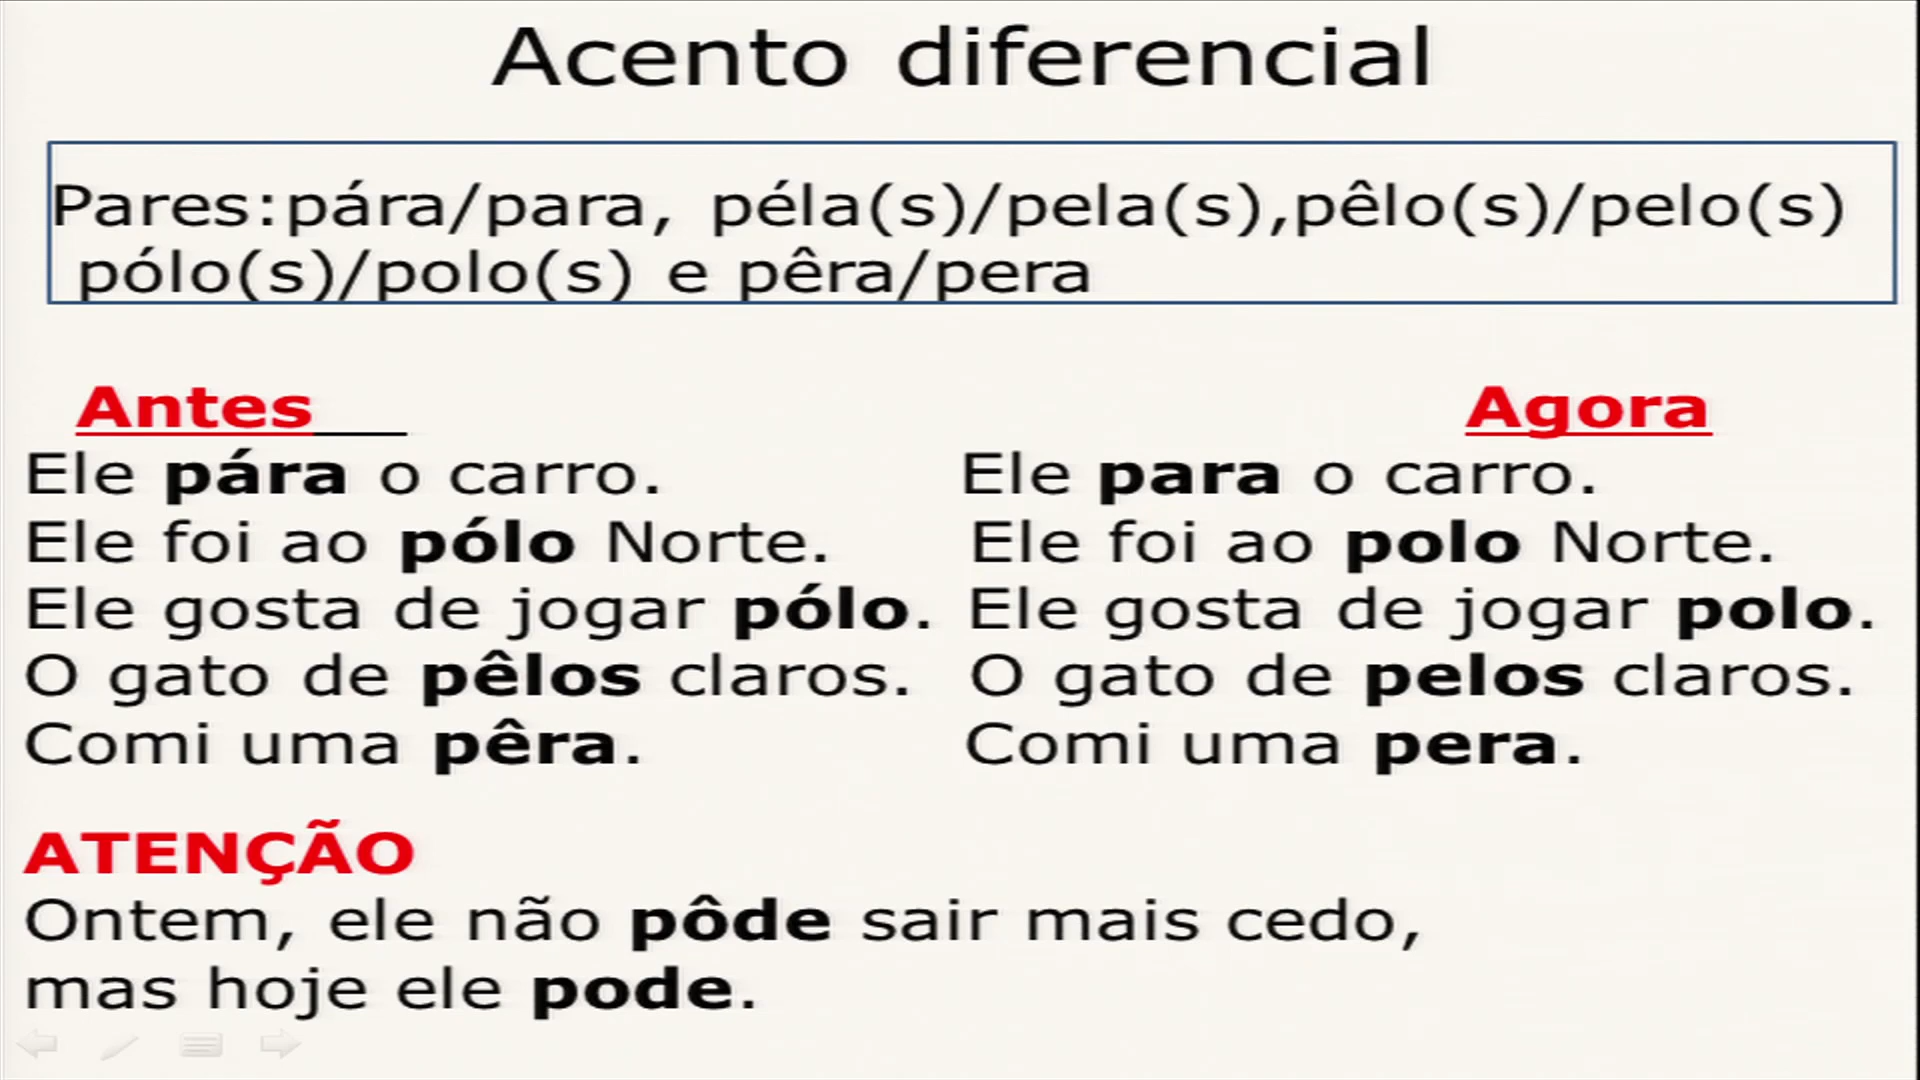 Acento diferencial
Pares:pára/para, péla(s)/pela(s),pêlo(s)/pelo(s)
pólo(s)/polo(s) e pêra/pera
Antes Agora
Ele pára o carro. Ele para o carro.
Ele foi ao pólo Norte. Ele foi ao polo Norte.
Ele gosta de jogar pólo. Ele gosta de jogar polo.
O gato de pêlos claros. O gato de pelos claros.
Comi uma pêra. Comi uma pera.
ATENÇÃO
Ontem, ele não pôde sair mais cedo,
mas hoje ele pode.